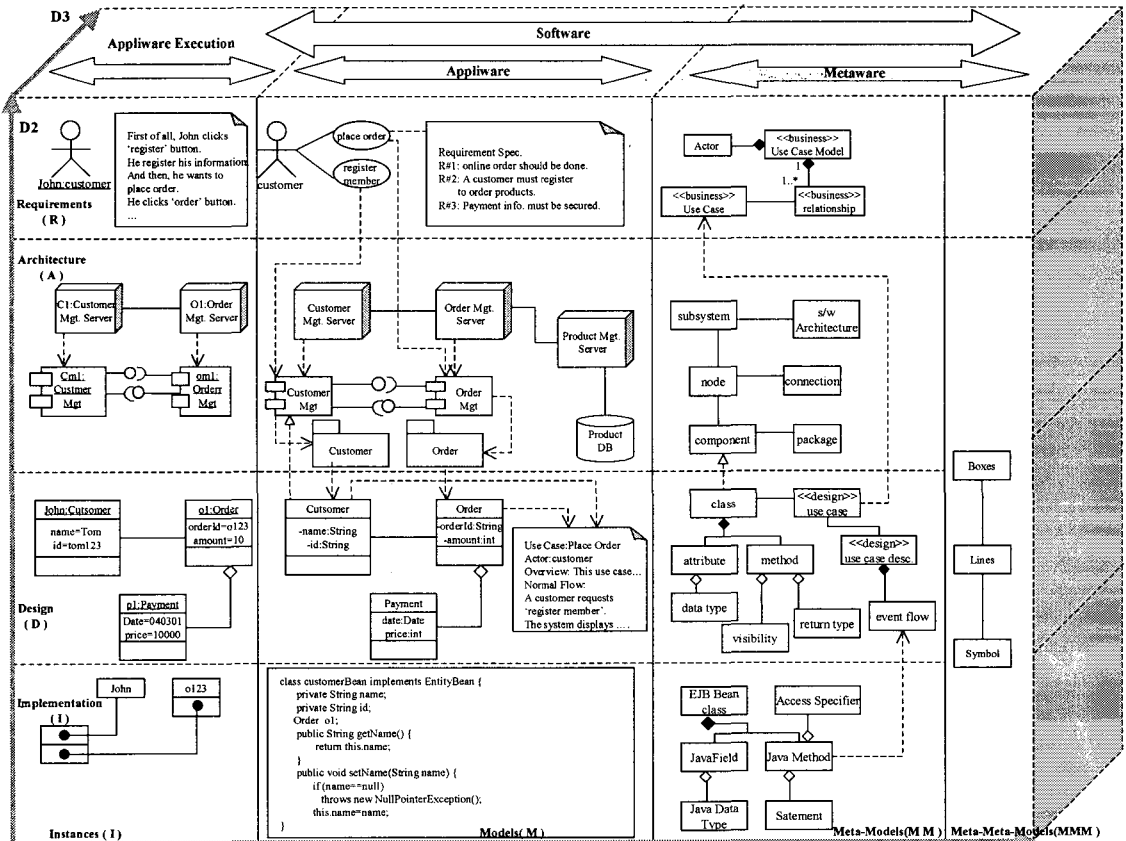 D3
Software
Appliware Execution
Appliware
Metaware
D2
John:customer
Requirements
( R )
First of all, John clicks
'register' button.
He register his information.
And then, he wants to
place order.
He clicks 'order' button.
...
customer
place order
register
member
Requirement Spec.
R#1: online order should be done.
R#2: A customer must register
to order products.
R#3: Payment info. must be secured.
Actor
<<business>>
Use Case Model
1
1..*
<<business>>
Use Case
<<business>>
relationship
Architecture
( A )
C1:Customer
Mgt. Server
O1:Order
Mgt. Server
Cm1:
Custmer
Mgt
om1:
Orderr
Mgt
Customer
Mgt. Server
Order Mgt.
Server
Product Mgt.
Server
Customer
Mgt
Order
Mgt
Product
DB
Customer
Order
subsystem
s/w
Architecture
node
connection
component
package
Boxes
Lines
Symbol
John:Cutsomer
name=Tom
id=tom123
o1:Order
orderId=o123
amount=10
p1:Payment
Date=040301
price=10000
Design
( D )
Cutsomer
-name:String
-id:String
Order
-orderId:String
-amount:int
Payment
date:Date
price:int
Use Case:Place Order
Actor:customer
Overview: This use case...
Normal Flow:
A customer requests
'register member'.
The system displays ....
class
<<design>>
use case
attribute
method
<<design>>
use case desc.
data type
visibility
return type
event flow
Implementation
( I )
John
o123
class customerBean implements EntityBean {
private String name;
private String id;
Order o1;
public String getName() {
return this.name;
}
public void setName(String name) {
if (name==null)
throws new NullPointerException();
this.name=name;
}
EJB Bean
class
Access Specifier
JavaField
Java Method
Java Data
Type
Satement
Instances ( I )
Models( M )
Meta-Models(M M )
Meta-Meta-Models(MMM )